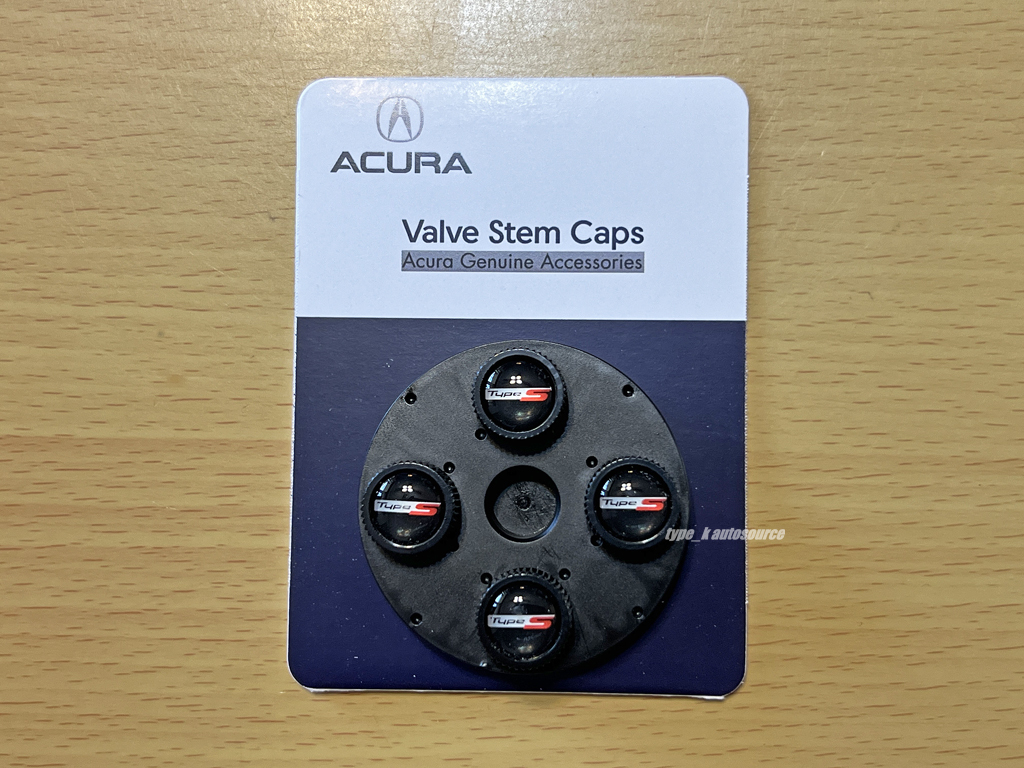 ACURA
Valve Stem Caps
Acura Genuine Accessories
Type S
Type S
Type S
type_k autosource
Type S